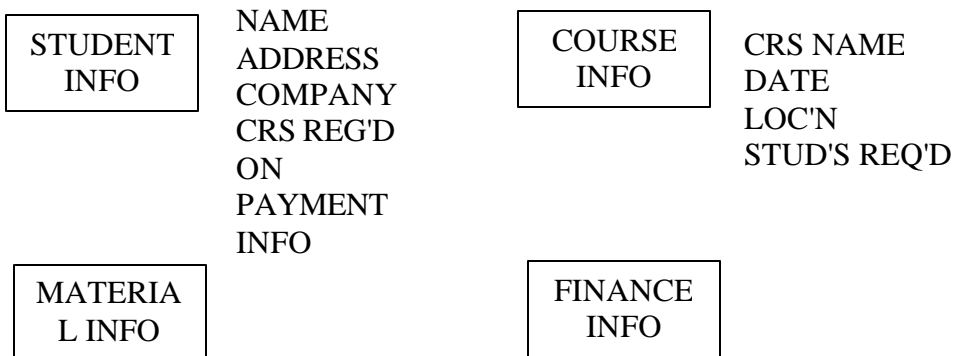 STUDENT
INFO
NAME
ADDRESS
COMPANY
CRS REG'D
ON
PAYMENT
INFO
COURSE
INFO
CRS NAME
DATE
LOC'N
STUD'S REQ'D
MATERIA
L INFO
FINANCE
INFO